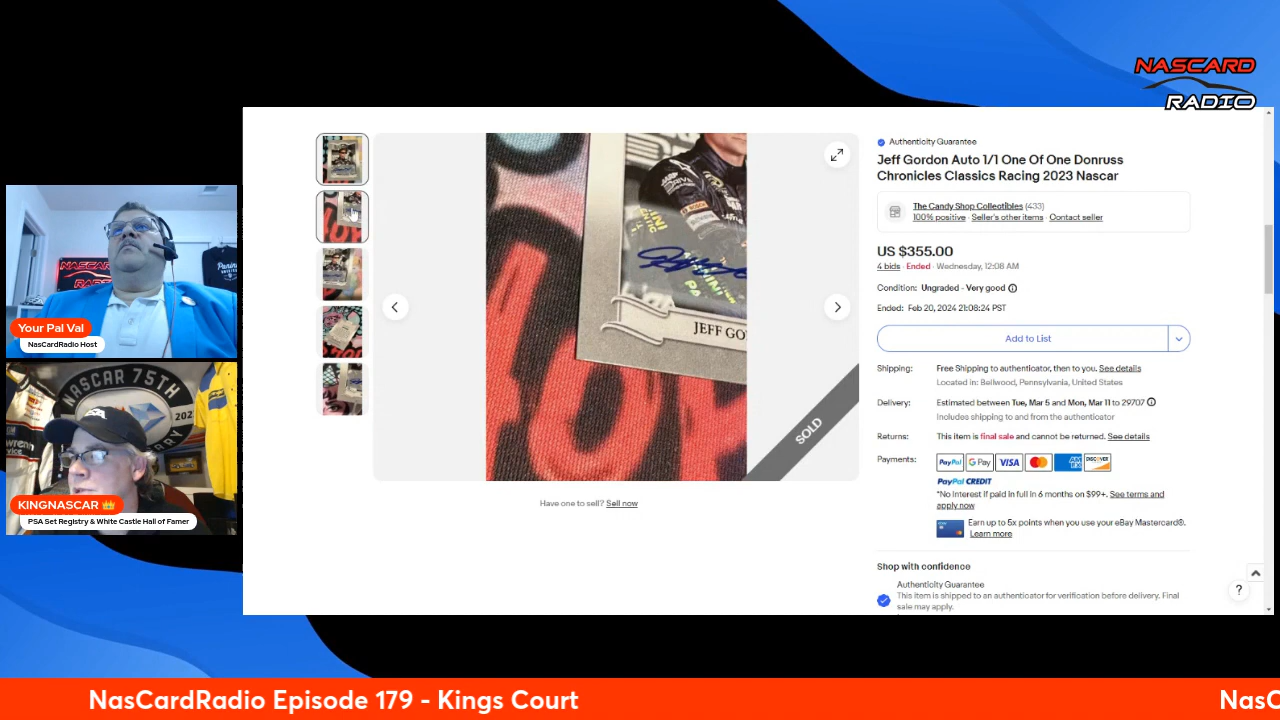 NASCARD
RADIO
Authenticity Guarantee
Jeff Gordon Auto 1/1 One Of One Donruss
Chronicles Classics Racing 2023 Nascar
The Candy Shop Collectibles (433)
100% positive · Seller's other items · Contact seller
US $355.00
4 bids · Ended · Wednesday, 12:08 AM
Condition: Ungraded - Very good
Ended: Feb 20, 2024 21:08:24 PST
Add to List
Shipping: Free Shipping to authenticator, then to you. See details
Located in: Bellwood, Pennsylvania, United States
Delivery: Estimated between Tue, Mar 5 and Mon, Mar 11 to 29707
Includes shipping to and from the authenticator
Returns: This item is final sale and cannot be returned. See details
Payments: PayPal G Pay VISA DISCOVER
PayPal CREDIT
*No Interest if paid in full in 6 months on $99+. See terms and
apply now
Earn up to 5x points when you use your eBay Mastercard®.
Learn more
Shop with confidence
Authenticity Guarantee
This item is shipped to an authenticator for verification before delivery. Final
sale may apply.
?
JEFF GO
SOLD
Have one to sell? Sell now
Your Pal Val
NasCardRadio Host
NASCAR 75TH
202
KINGNASCAR 👑
PSA Set Registry & White Castle Hall of Famer
NasCardRadio Episode 179 - Kings Court
NasC